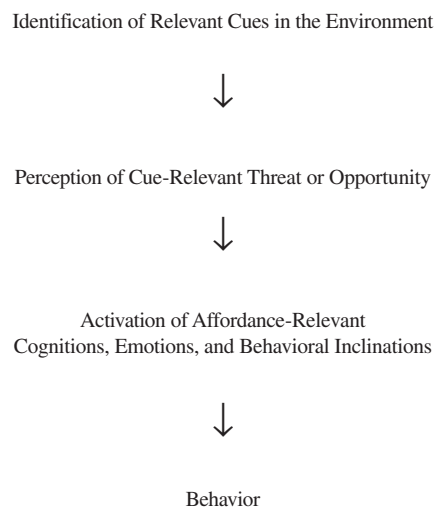 Identification of Relevant Cues in the Environment
Perception of Cue-Relevant Threat or Opportunity
Activation of Affordance-Relevant
Cognitions, Emotions, and Behavioral Inclinations
Behavior